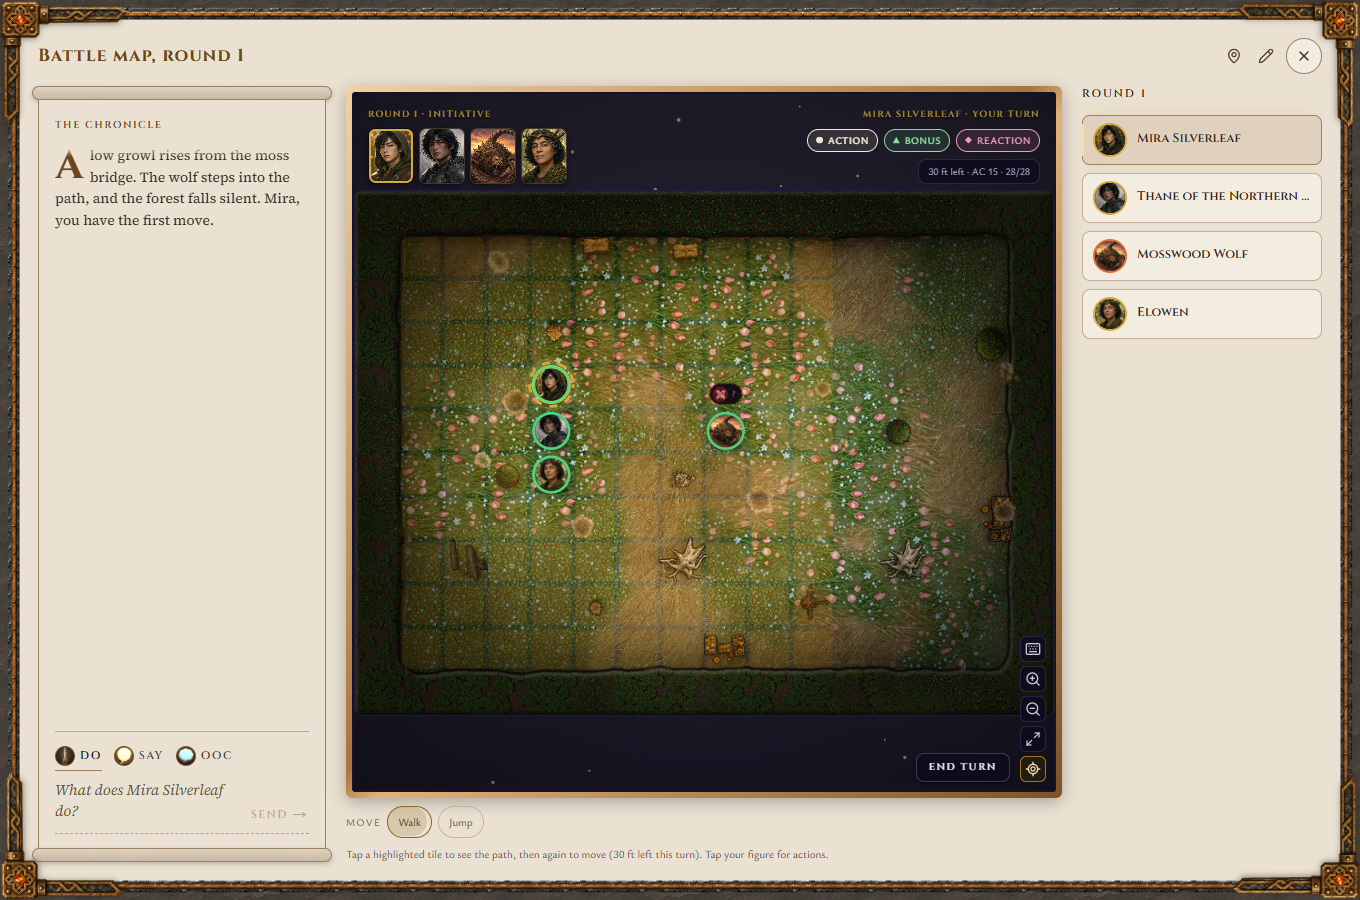 Battle map, round 1
THE CHRONICLE
A low growl rises from the moss
bridge. The wolf steps into the
path, and the forest falls silent. Mira,
you have the first move.
DO
SAY
OOC
What does Mira Silverleaf
do?
SEND →
ROUND 1 · INITIATIVE
MIRA SILVERLEAF · YOUR TURN
ACTION
BONUS
REACTION
30 ft left · AC 15 · 28/28
END TURN
MOVE
Walk
Jump
Tap a highlighted tile to see the path, then again to move (30 ft left this turn). Tap your figure for actions.
ROUND 1
Mira Silverleaf
Thane of the Northern ...
Mosswood Wolf
Elowen